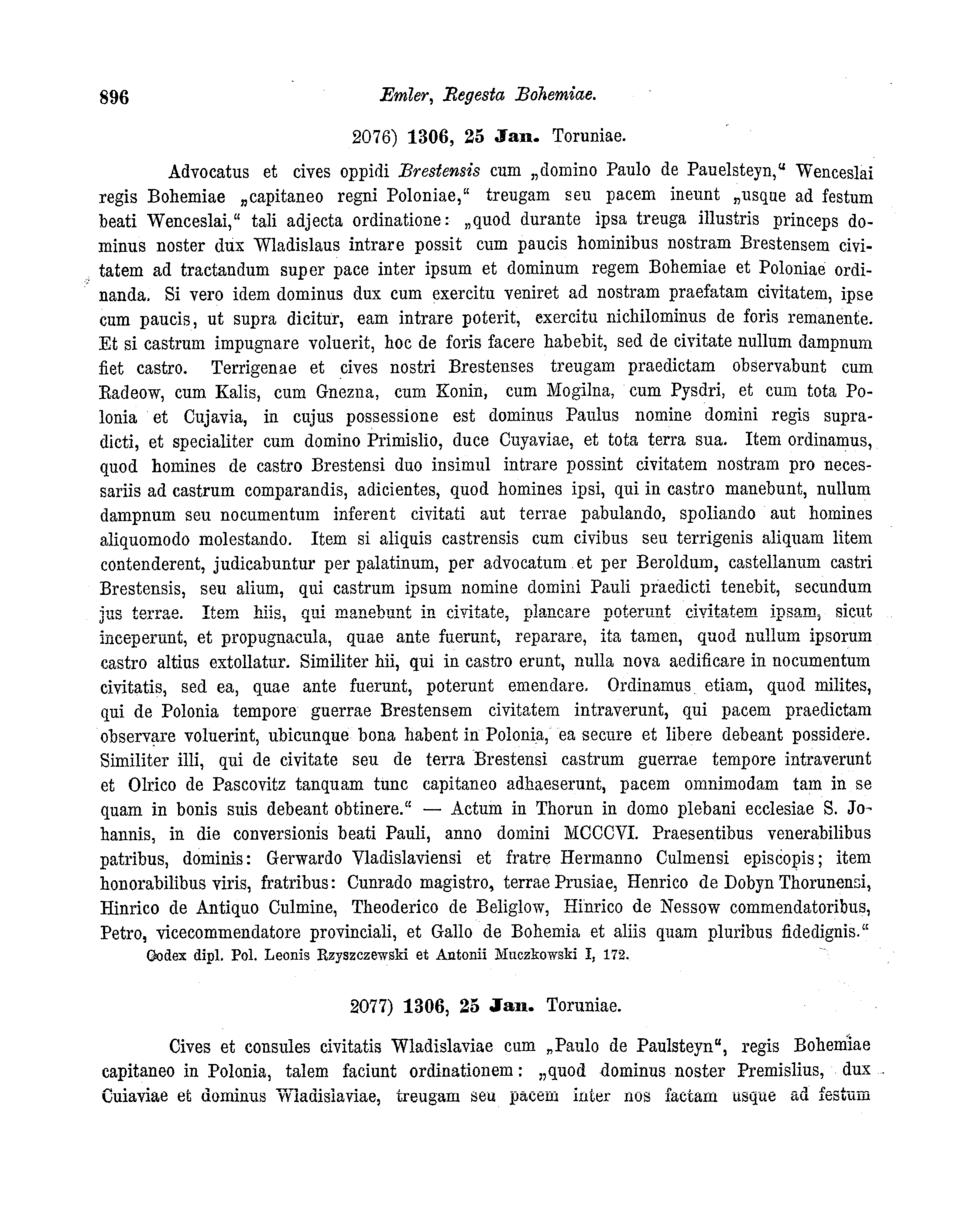 896
Emler, Regesta Bohemiae.
2076) 1306, 25 Jan. Toruniae.
Advocatus et cives oppidi Brestensis cum „domino Paulo de Pauelsteyn,“ Wenceslai
regis Bohemiae „capitaneo regni Poloniae,“ treugam seu pacem ineunt „usque ad festum
beati Wenceslai,“ tali adjecta ordinatione: „quod durante ipsa treuga illustris princeps do-
minus noster dux Wladislaus intrare possit cum paucis hominibus nostram Brestensem civi-
tatem ad tractandum super pace inter ipsum et dominum regem Bohemiae et Poloniae ordi-
nanda. Si vero idem dominus dux cum exercitu veniret ad nostram praefatam civitatem, ipse
cum paucis, ut supra dicitur, eam intrare poterit, exercitu nichilominus de foris remanente.
Et si castrum impugnare voluerit, hoc de foris facere habebit, sed de civitate nullum dampnum
fiet castro. Terrigenae et cives nostri Brestenses treugam praedictam observabunt cum
Radeow, cum Kalis, cum Gnezna, cum Konin, cum Mogilna, cum Pysdri, et cum tota Po-
lonia et Cujavia, in cujus possessione est dominus Paulus nomine domini regis supra-
dicti, et specialiter cum domino Primislio, duce Cuyaviae, et tota terra sua. Item ordinamus,
quod homines de castro Brestensi duo insimul intrare possint civitatem nostram pro neces-
sariis ad castrum comparandis, adicientes, quod homines ipsi, qui in castro manebunt, nullum
dampnum seu nocumentum inferent civitati aut terrae pabulando, spoliando aut homines
aliquomodo molestando. Item si aliquis castrensis cum civibus seu terrigenis aliquam litem
contenderent, judicabuntur per palatinum, per advocatum et per Beroldum, castellanum castri
Brestensis, seu alium, qui castrum ipsum nomine domini Pauli praedicti tenebit, secundum
jus terrae. Item hiis, qui manebunt in civitate, plancare poterunt civitatem ipsam, sicut
inceperunt, et propugnacula, quae ante fuerunt, reparare, ita tamen, quod nullum ipsorum
castro altius extollatur. Similiter hii, qui in castro erunt, nulla nova aedificare in nocumentum
civitatis, sed ea, quae ante fuerunt, poterunt emendare. Ordinamus etiam, quod milites,
qui de Polonia tempore guerrae Brestensem civitatem intraverunt, qui pacem praedictam
observare voluerint, ubicunque bona habent in Polonia, ea secure et libere debeant possidere.
Similiter illi, qui de civitate seu de terra Brestensi castrum guerrae tempore intraverunt
et Olrico de Pascovitz tanquam tunc capitaneo adhaeserunt, pacem omnimodam tam in se
quam in bonis suis debeant obtinere.“ — Actum in Thorun in domo plebani ecclesiae S. Jo-
hannis, in die conversionis beati Pauli, anno domini MCCCVI. Praesentibus venerabilibus
patribus, dominis: Gerwardo Vladislaviensi et fratre Hermanno Culmensi episcopis; item
honorabilibus viris, fratribus: Cunrado magistro, terrae Prusiae, Henrico de Dobyn Thorunensi,
Hinrico de Antiquo Culmine, Theoderico de Beliglow, Hinrico de Nessow commendatoribus,
Petro, vicecommendatore provinciali, et Gallo de Bohemia et aliis quam pluribus fidedignis.“
Codex dipl. Pol. Leonis Rzyszczewski et Antonii Muczkowski I, 172.
2077) 1306, 25 Jan. Toruniae.
Cives et consules civitatis Wladislaviae cum „Paulo de Paulsteyn“, regis Bohemiae
capitaneo in Polonia, talem faciunt ordinationem: „quod dominus noster Premislius, dux
Cuiaviae et dominus Wladislaviae, treugam seu pacem inter nos factam usque ad festum